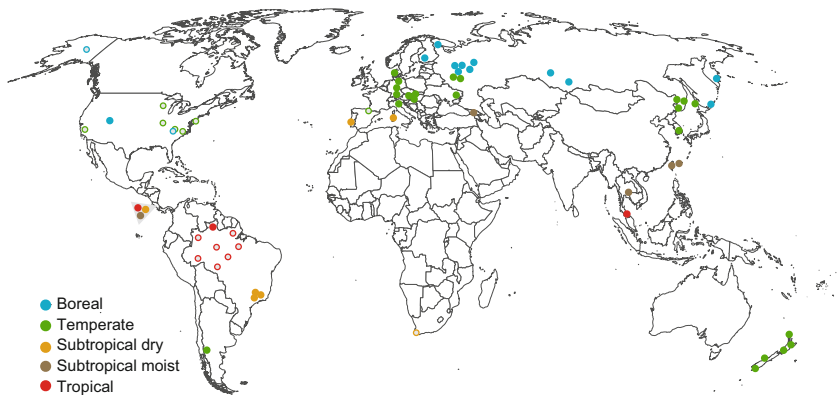 Boreal
Temperate
Subtropical dry
Subtropical moist
Tropical